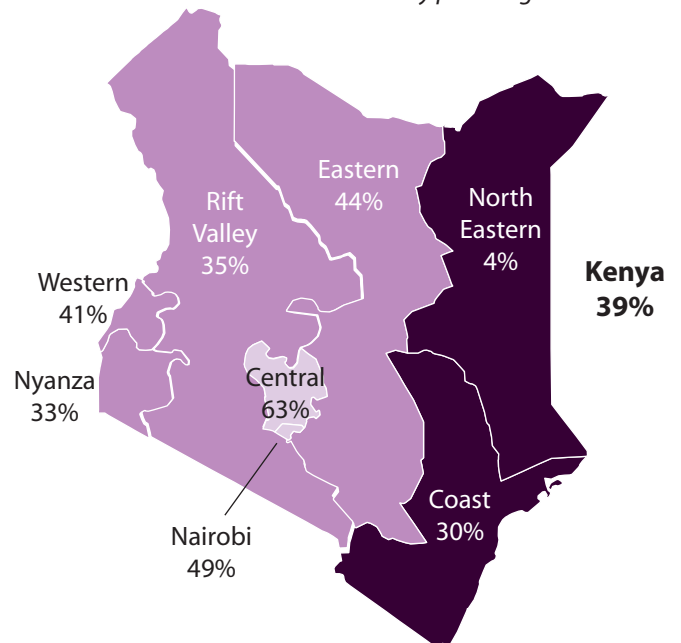 Eastern
44%
Rift
Valley
35%
North
Eastern
4%
Kenya
39%
Western
41%
Nyanza
33%
Central
63%
Coast
30%
Nairobi
49%